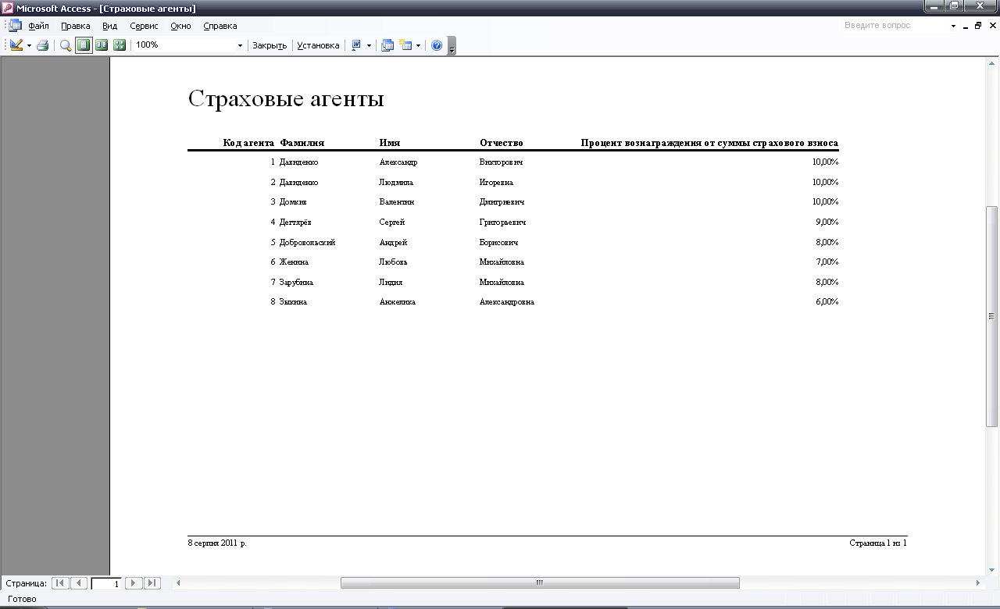 Microsoft Access - [Страховые агенты]
Файл Правка Вид Сервис Окно Справка Введите вопрос
100% Закрыть Установка
Страховые агенты
Код агента Фамилия Имя Отчество Процент вознаграждения от суммы страхового взноса
1 Давиденко Александр Викторович 10,00%
2 Давиденко Людмила Игоревна 10,00%
3 Домкив Валентин Дмитриевич 10,00%
4 Дегтярёв Сергей Григорьевич 9,00%
5 Добровольский Андрей Борисович 8,00%
6 Женина Любовь Михайловна 7,00%
7 Зарубина Лидия Михайловна 8,00%
8 Зыкина Анжелика Александровна 6,00%
8 серпня 2011 р. Страница 1 из 1
Страница: 1
Готово